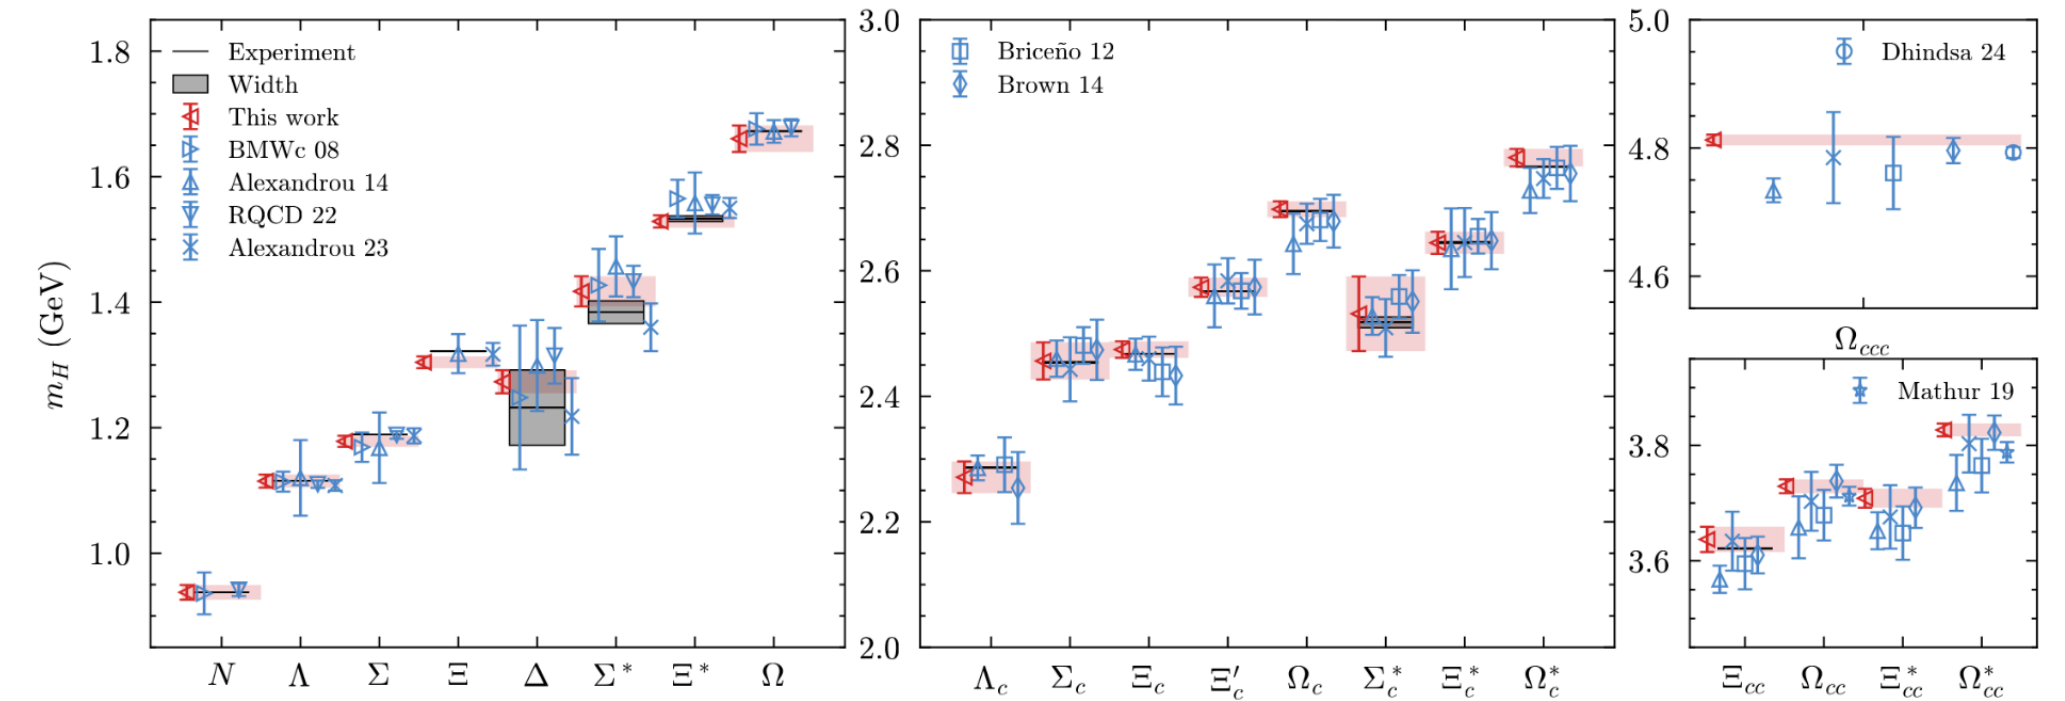 m_H (GeV)
1.8
1.6
1.4
1.2
1.0
Experiment
Width
This work
BMWc 08
Alexandrou 14
RQCD 22
Alexandrou 23
N Λ Σ Ξ Δ Σ* Ξ* Ω
3.0
2.8
2.6
2.4
2.2
2.0
Briceño 12
Brown 14
Λ_c Σ_c Ξ_c Ξ′_c Ω_c Σ*_c Ξ*_c Ω*_c
5.0
4.8
4.6
Dhindsa 24
Ω_ccc
3.8
3.6
Mathur 19
Ξ_cc Ω_cc Ξ*_cc Ω*_cc